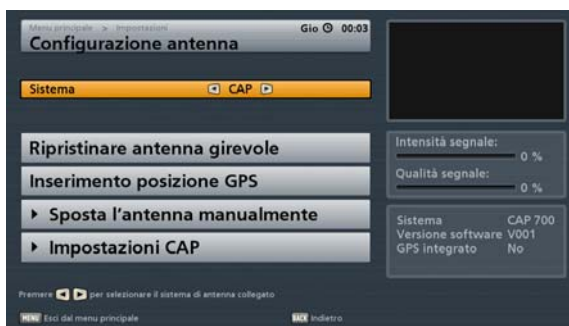 Menu principale > Impostazioni
Gio 00:03
Configurazione antenna
Sistema CAP
Ripristinare antenna girevole
Inserimento posizione GPS
Sposta l'antenna manualmente
Impostazioni CAP
Intensità segnale:
0 %
Qualità segnale:
0 %
Sistema CAP 700
Versione software V001
GPS integrato No
Premere per selezionare il sistema di antenna collegato
MENU Esci dal menu principale
BACK Indietro